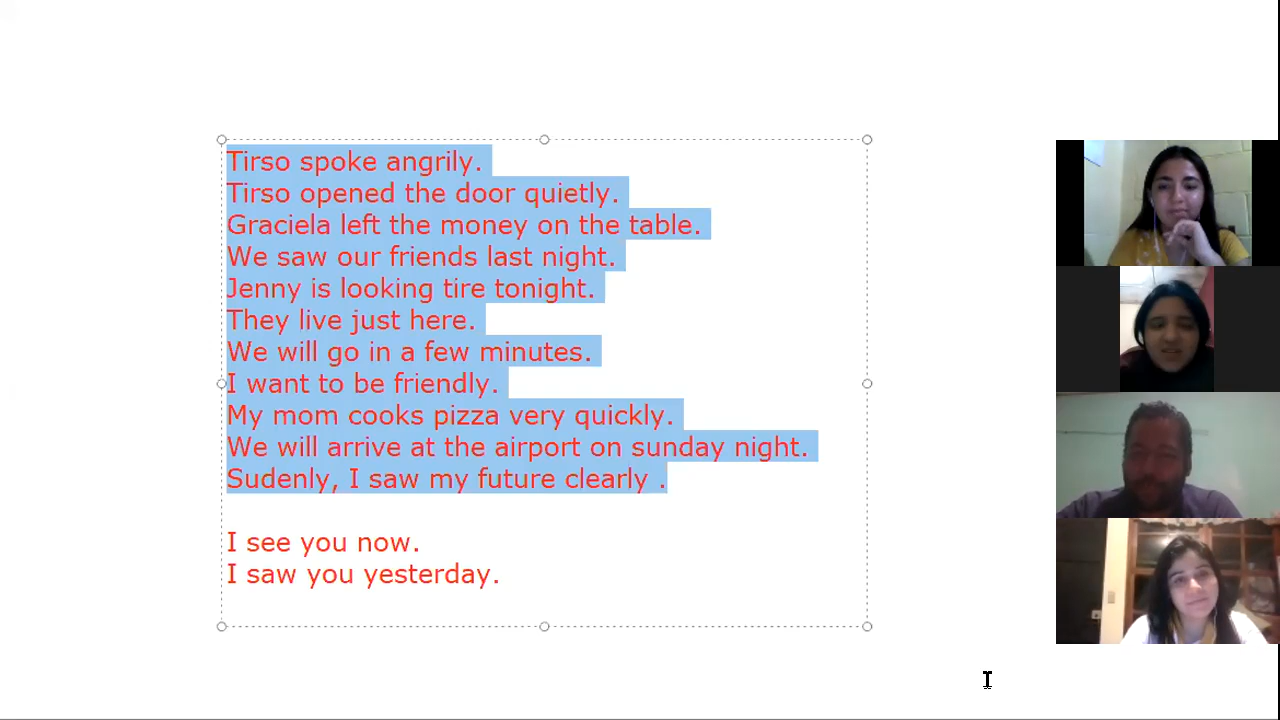 Tirso spoke angrily.
Tirso opened the door quietly.
Graciela left the money on the table.
We saw our friends last night.
Jenny is looking tire tonight.
They live just here.
We will go in a few minutes.
I want to be friendly.
My mom cooks pizza very quickly.
We will arrive at the airport on sunday night.
Sudenly, I saw my future clearly .
I see you now.
I saw you yesterday.